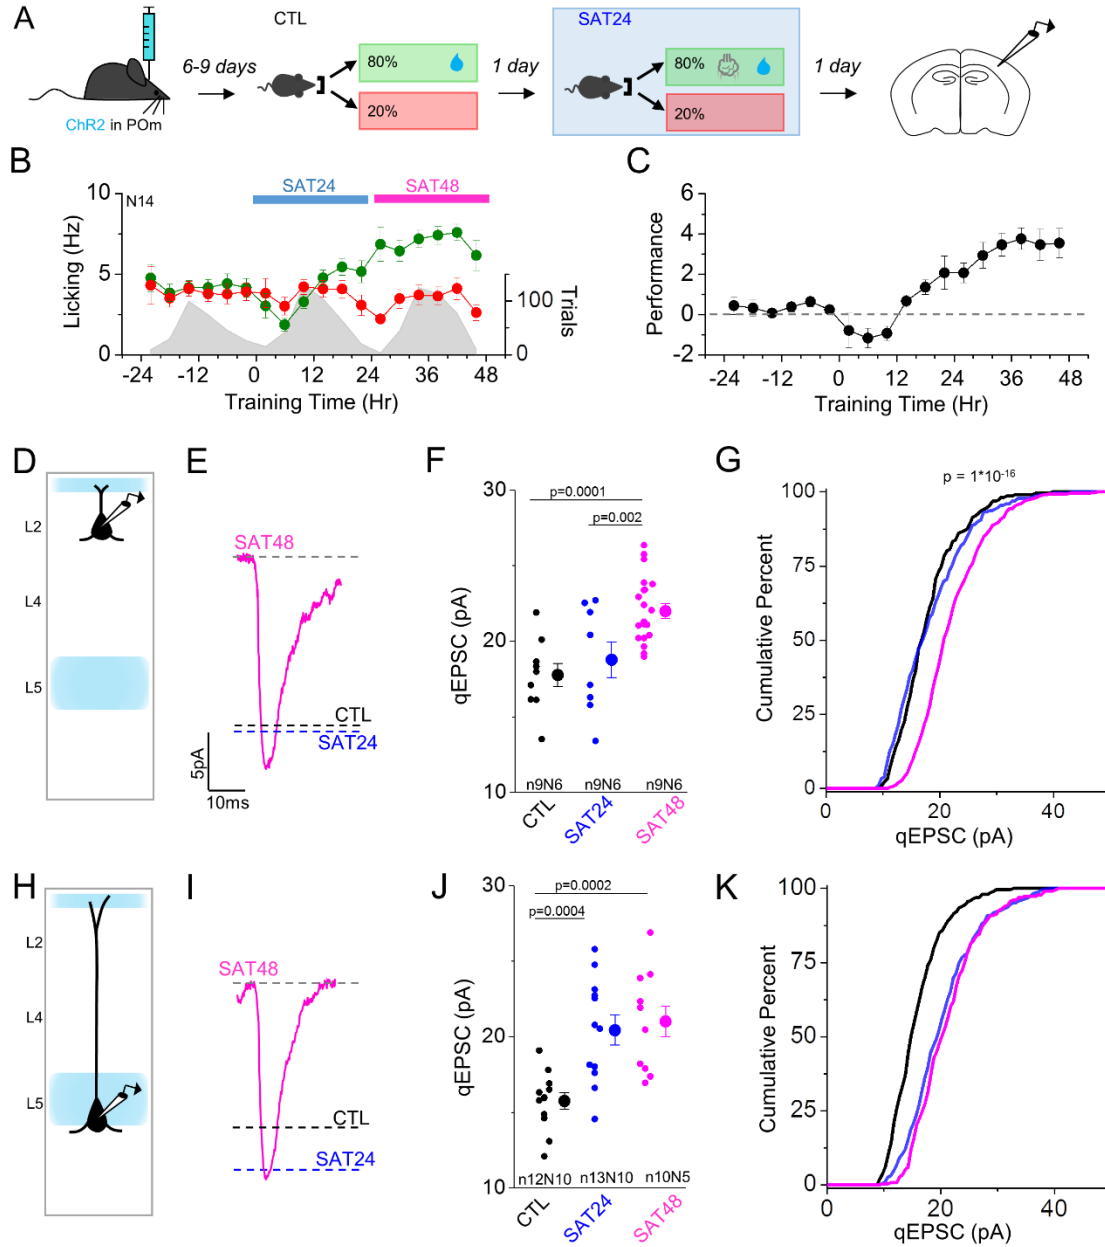 A
CTL
SAT24
6-9 days
80%
20%
1 day
80%
20%
1 day
ChR2 in POm
B
SAT24
SAT48
N14
10
5
0
Licking (Hz)
100
0
Trials
-24
-12
0
12
24
36
48
Training Time (Hr)
C
6
4
2
0
-2
Performance
-24
-12
0
12
24
36
48
Training Time (Hr)
D
L2
L4
L5
E
SAT48
CTL
SAT24
5pA
10ms
F
30
20
10
qEPSC (pA)
p=0.0001
p=0.002
n9N6
n9N6
n9N6
CTL
SAT24
SAT48
G
p = 1*10-16
100
75
50
25
0
Cumulative Percent
0
20
40
qEPSC (pA)
H
L2
L4
L5
I
SAT48
CTL
SAT24
J
30
20
10
qEPSC (pA)
p=0.0002
p=0.0004
n12N10
n13N10
n10N5
CTL
SAT24
SAT48
K
100
75
50
25
0
Cumulative Percent
0
20
40
qEPSC (pA)